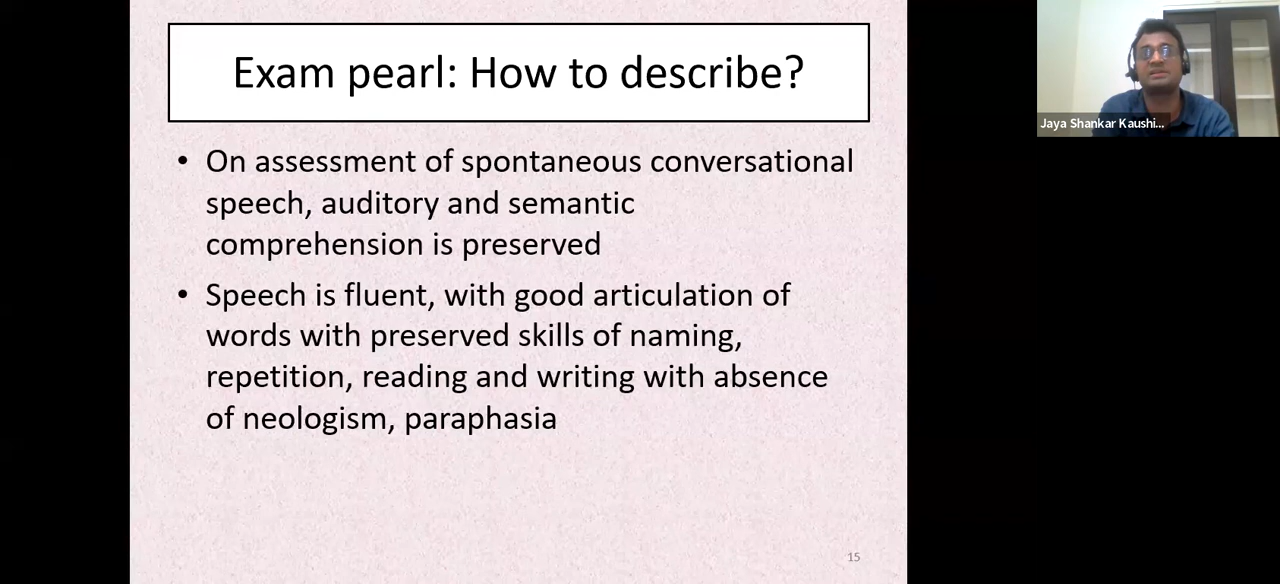 Exam pearl: How to describe?
• On assessment of spontaneous conversational
speech, auditory and semantic
comprehension is preserved
• Speech is fluent, with good articulation of
words with preserved skills of naming,
repetition, reading and writing with absence
of neologism, paraphasia
15
Jaya Shankar Kaushi...